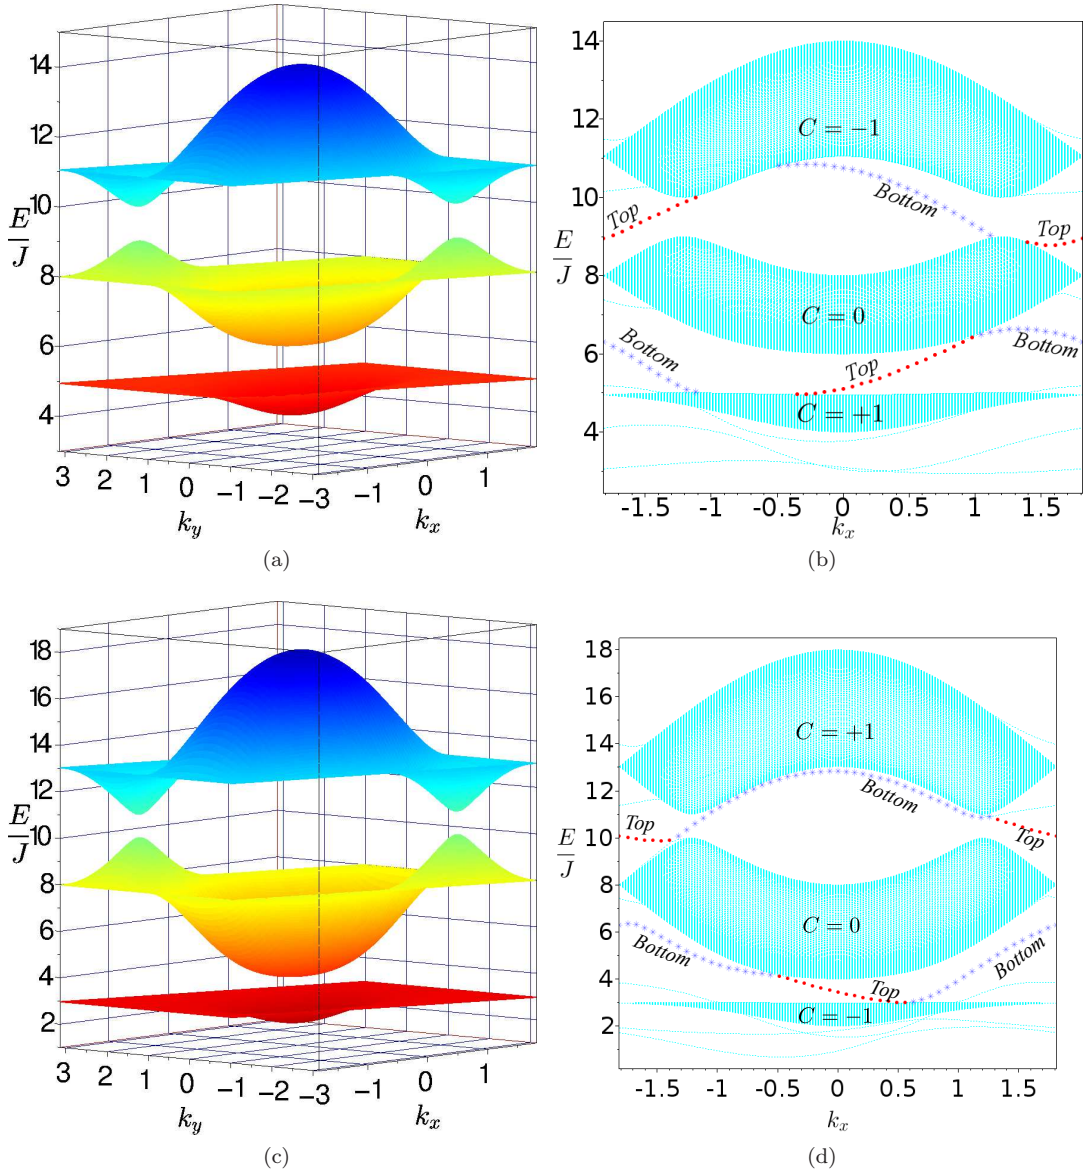 14
12
10
8
6
4
E/J
3 2 1 0 −1 −2 −3
k_y
−1 0 1
k_x
(a)
14
12
10
8
6
4
E/J
C = −1
Top
Bottom
Top
C = 0
Bottom
Top
Bottom
C = +1
-1.5 -1 -0.5 0 0.5 1 1.5
k_x
(b)
18
16
14
12
10
8
6
4
2
E/J
3 2 1 0 −1 −2 −3
k_y
−1 0 1
k_x
(c)
18
16
14
12
10
8
6
4
2
E/J
C = +1
Bottom
Top
Top
C = 0
Bottom
Top
Bottom
C = −1
-1.5 -1 -0.5 0 0.5 1 1.5
k_x
(d)